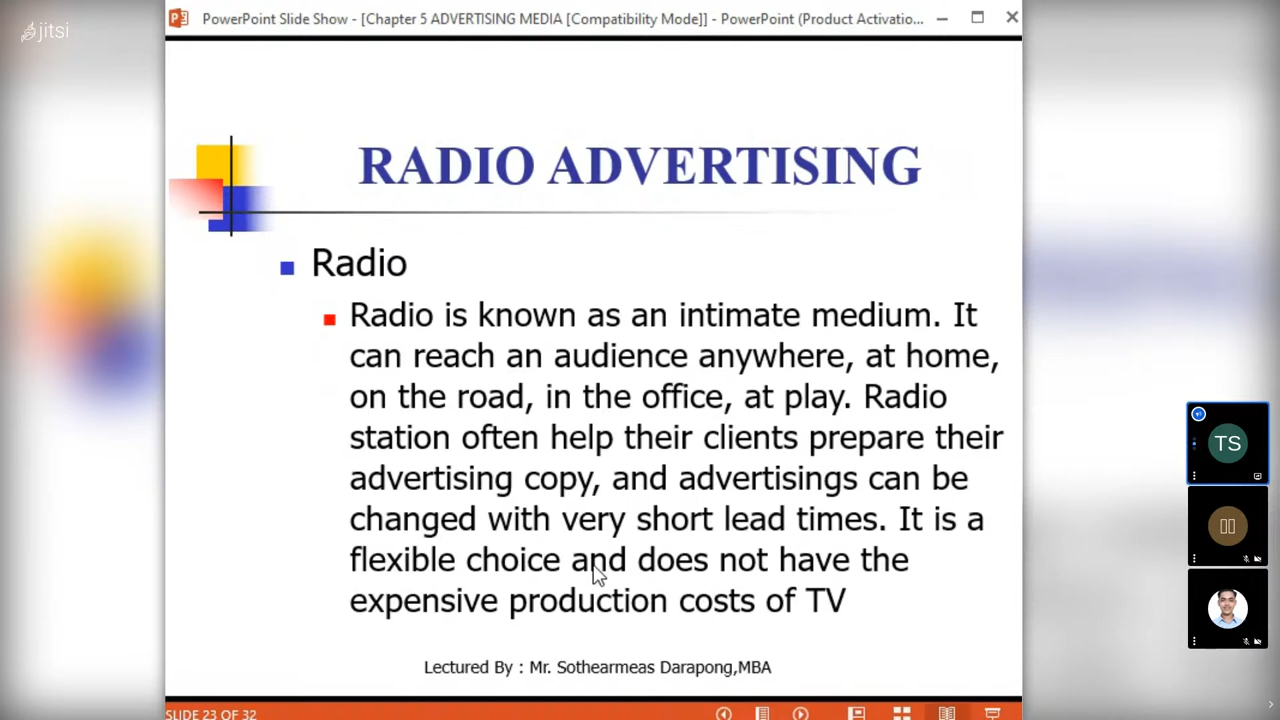 jitsi
PowerPoint Slide Show - [Chapter 5 ADVERTISING MEDIA [Compatibility Mode]] - PowerPoint (Product Activatio...
RADIO ADVERTISING
Radio
Radio is known as an intimate medium. It
can reach an audience anywhere, at home,
on the road, in the office, at play. Radio
station often help their clients prepare their
advertising copy, and advertisings can be
changed with very short lead times. It is a
flexible choice and does not have the
expensive production costs of TV
Lectured By : Mr. Sothearmeas Darapong,MBA
SLIDE 23 OF 32
TS